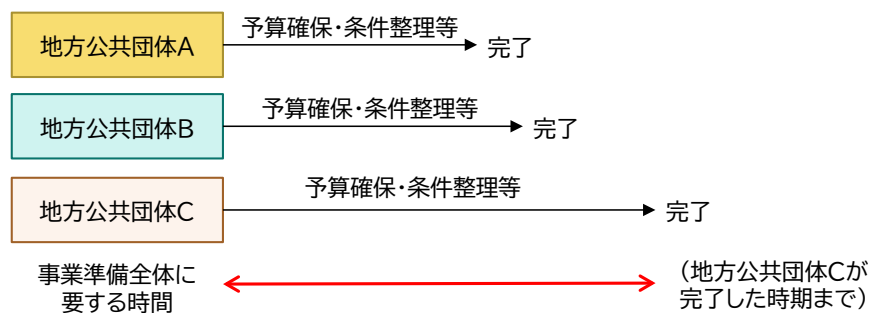 地方公共団体A
予算確保・条件整理等
完了
地方公共団体B
予算確保・条件整理等
完了
地方公共団体C
予算確保・条件整理等
完了
事業準備全体に
要する時間
（地方公共団体Cが
完了した時期まで）